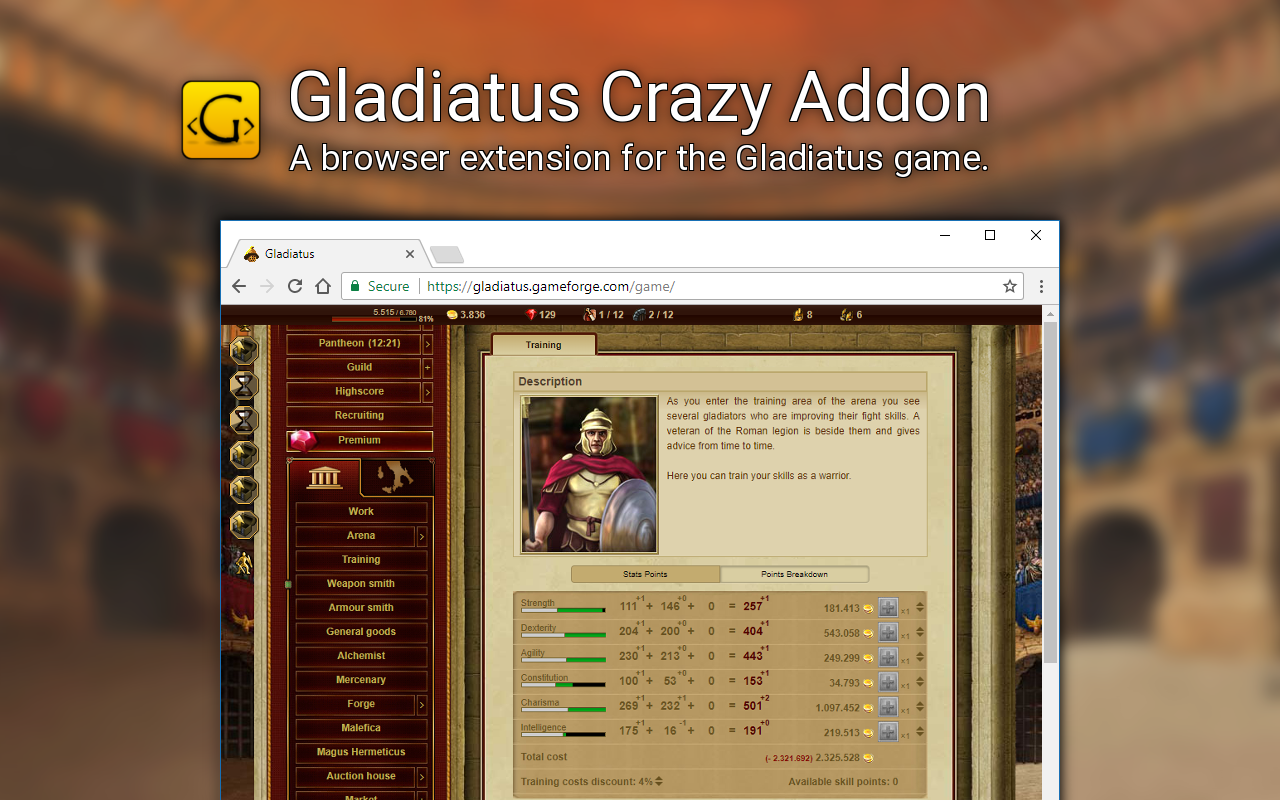 G
Gladiatus Crazy Addon
A browser extension for the Gladiatus game.
Gladiatus
Secure | https://gladiatus.gameforge.com/game/
5.515 / 6.780 81% 3.836 129 1 / 12 2 / 12 8 6
Pantheon (12:21)
Guild +
Highscore
Recruiting
Premium
Work
Arena
Training
Weapon smith
Armour smith
General goods
Alchemist
Mercenary
Forge
Malefica
Magus Hermeticus
Auction house
Market
Training
Description
As you enter the training area of the arena you see
several gladiators who are improving their fight skills. A
veteran of the Roman legion is beside them and gives
advice from time to time.
Here you can train your skills as a warrior.
Stats Points Points Breakdown
Strength 111 +1 + 146 +0 + 0 = 257 +1 181.413 x1
Dexterity 204 +1 + 200 +0 + 0 = 404 +1 543.058 x1
Agility 230 +1 + 213 +0 + 0 = 443 +1 249.299 x1
Constitution 100 +1 + 53 +0 + 0 = 153 +1 34.793 x1
Charisma 269 +1 + 232 +1 + 0 = 501 +2 1.097.452 x1
Intelligence 175 +1 + 16 -1 + 0 = 191 +0 219.513 x1
Total cost (- 2.321.692) 2.325.528
Training costs discount: 4% Available skill points: 0